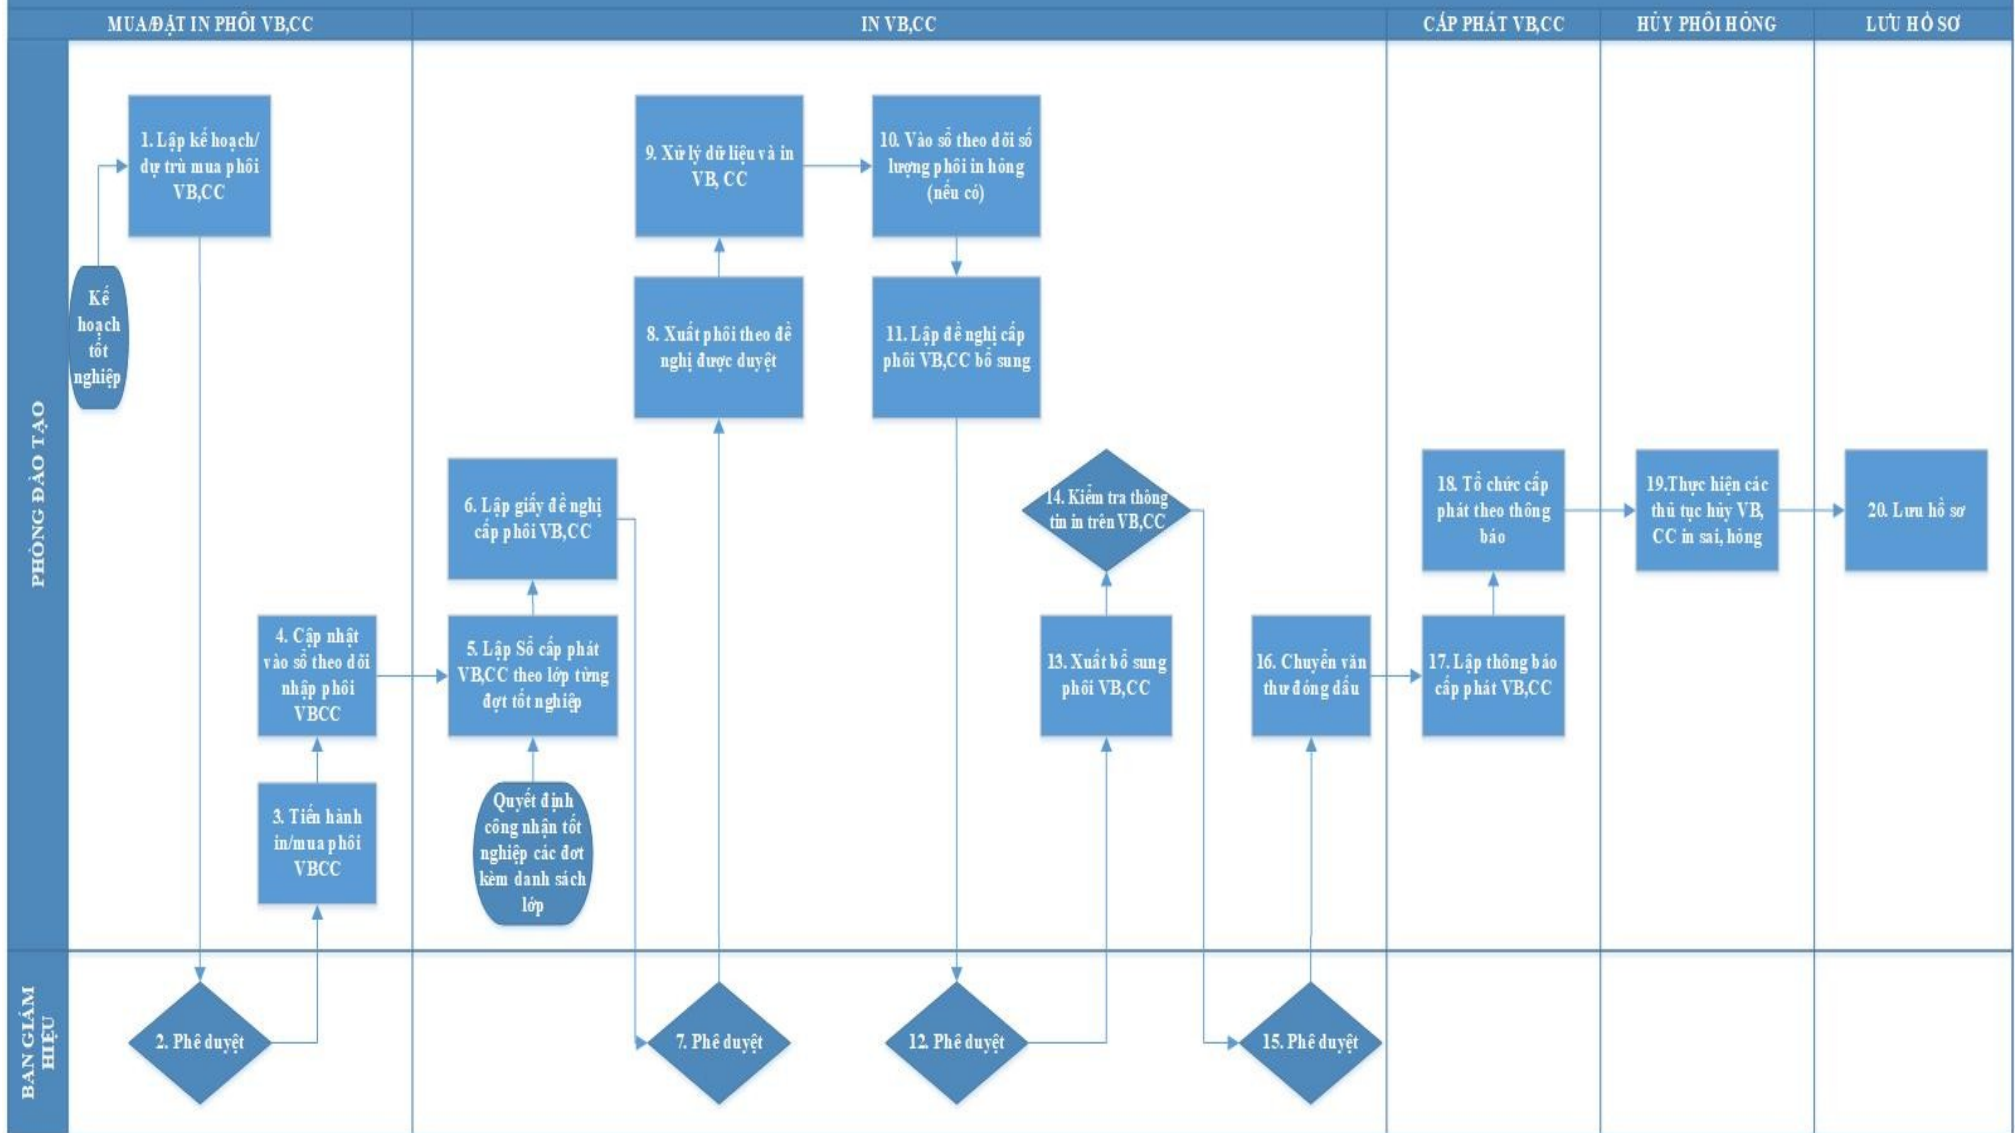 MUA/ĐẶT IN PHÔI VB,CC
IN VB,CC
CẤP PHÁT VB,CC
HỦY PHÔI HỎNG
LƯU HỒ SƠ
PHÒNG ĐÀO TẠO
Kế
hoạch
tốt
nghiệp
1. Lập kế hoạch/
dự trù mua phôi
VB,CC
4. Cập nhật
vào sổ theo dõi
nhập phôi
VBCC
3. Tiến hành
in/mua phôi
VBCC
6. Lập giấy đề nghị
cấp phôi VB,CC
5. Lập Sổ cấp phát
VB,CC theo lớp từng
đợt tốt nghiệp
Quyết định
công nhận tốt
nghiệp các đơt
kèm danh sách
lớp
9. Xử lý dữ liệu và in
VB, CC
8. Xuất phôi theo đề
nghị được duyệt
10. Vào sổ theo dõi số
lượng phôi in hỏng
(nếu có)
11. Lập đề nghị cấp
phôi VB,CC bổ sung
14. Kiểm tra thông
tin in trên VB,CC
13. Xuất bổ sung
phôi VB,CC
16. Chuyển văn
thư đóng dấu
18. Tổ chức cấp
phát theo thông
báo
17. Lập thông báo
cấp phát VB,CC
19.Thực hiện các
thủ tục hủy VB,
CC in sai, hỏng
20. Lưu hồ sơ
BAN GIÁM
HIỆU
2. Phê duyệt
7. Phê duyệt
12. Phê duyệt
15. Phê duyệt